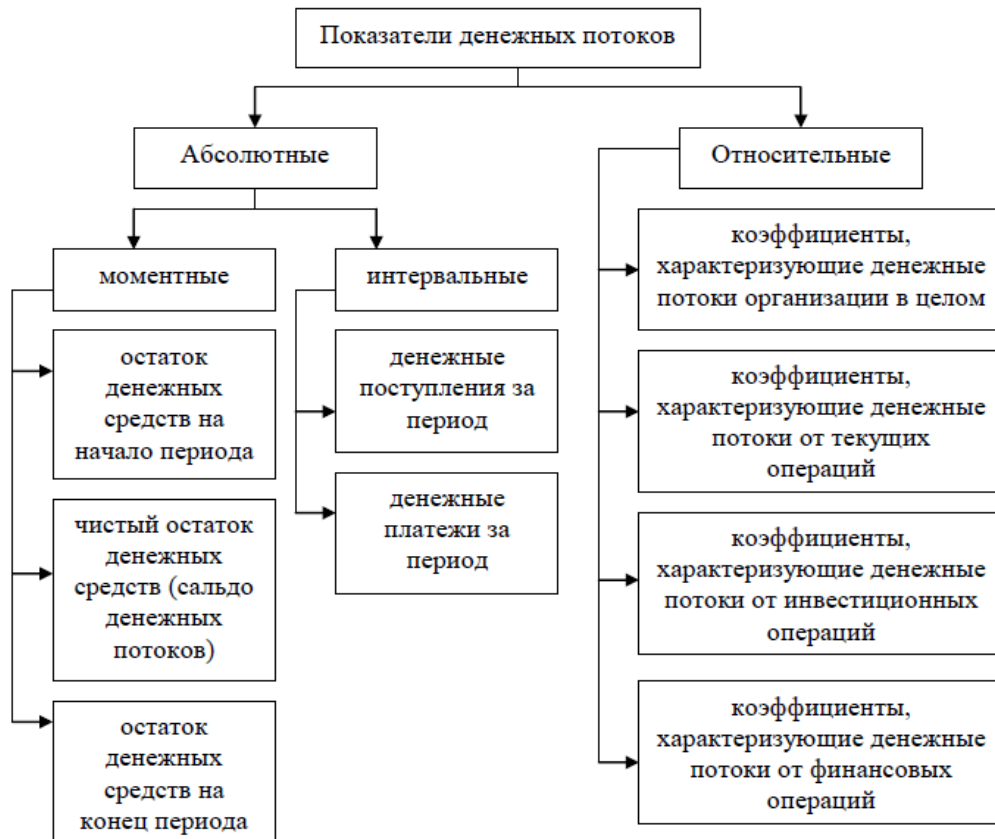 Показатели денежных потоков
Абсолютные
Относительные
моментные
интервальные
остаток
денежных
средств на
начало периода
чистый остаток
денежных
средств (сальдо
денежных
потоков)
остаток
денежных
средств на
конец периода
денежные
поступления за
период
денежные
платежи за
период
коэффициенты,
характеризующие денежные
потоки организации в целом
коэффициенты,
характеризующие денежные
потоки от текущих
операций
коэффициенты,
характеризующие денежные
потоки от инвестиционных
операций
коэффициенты,
характеризующие денежные
потоки от финансовых
операций